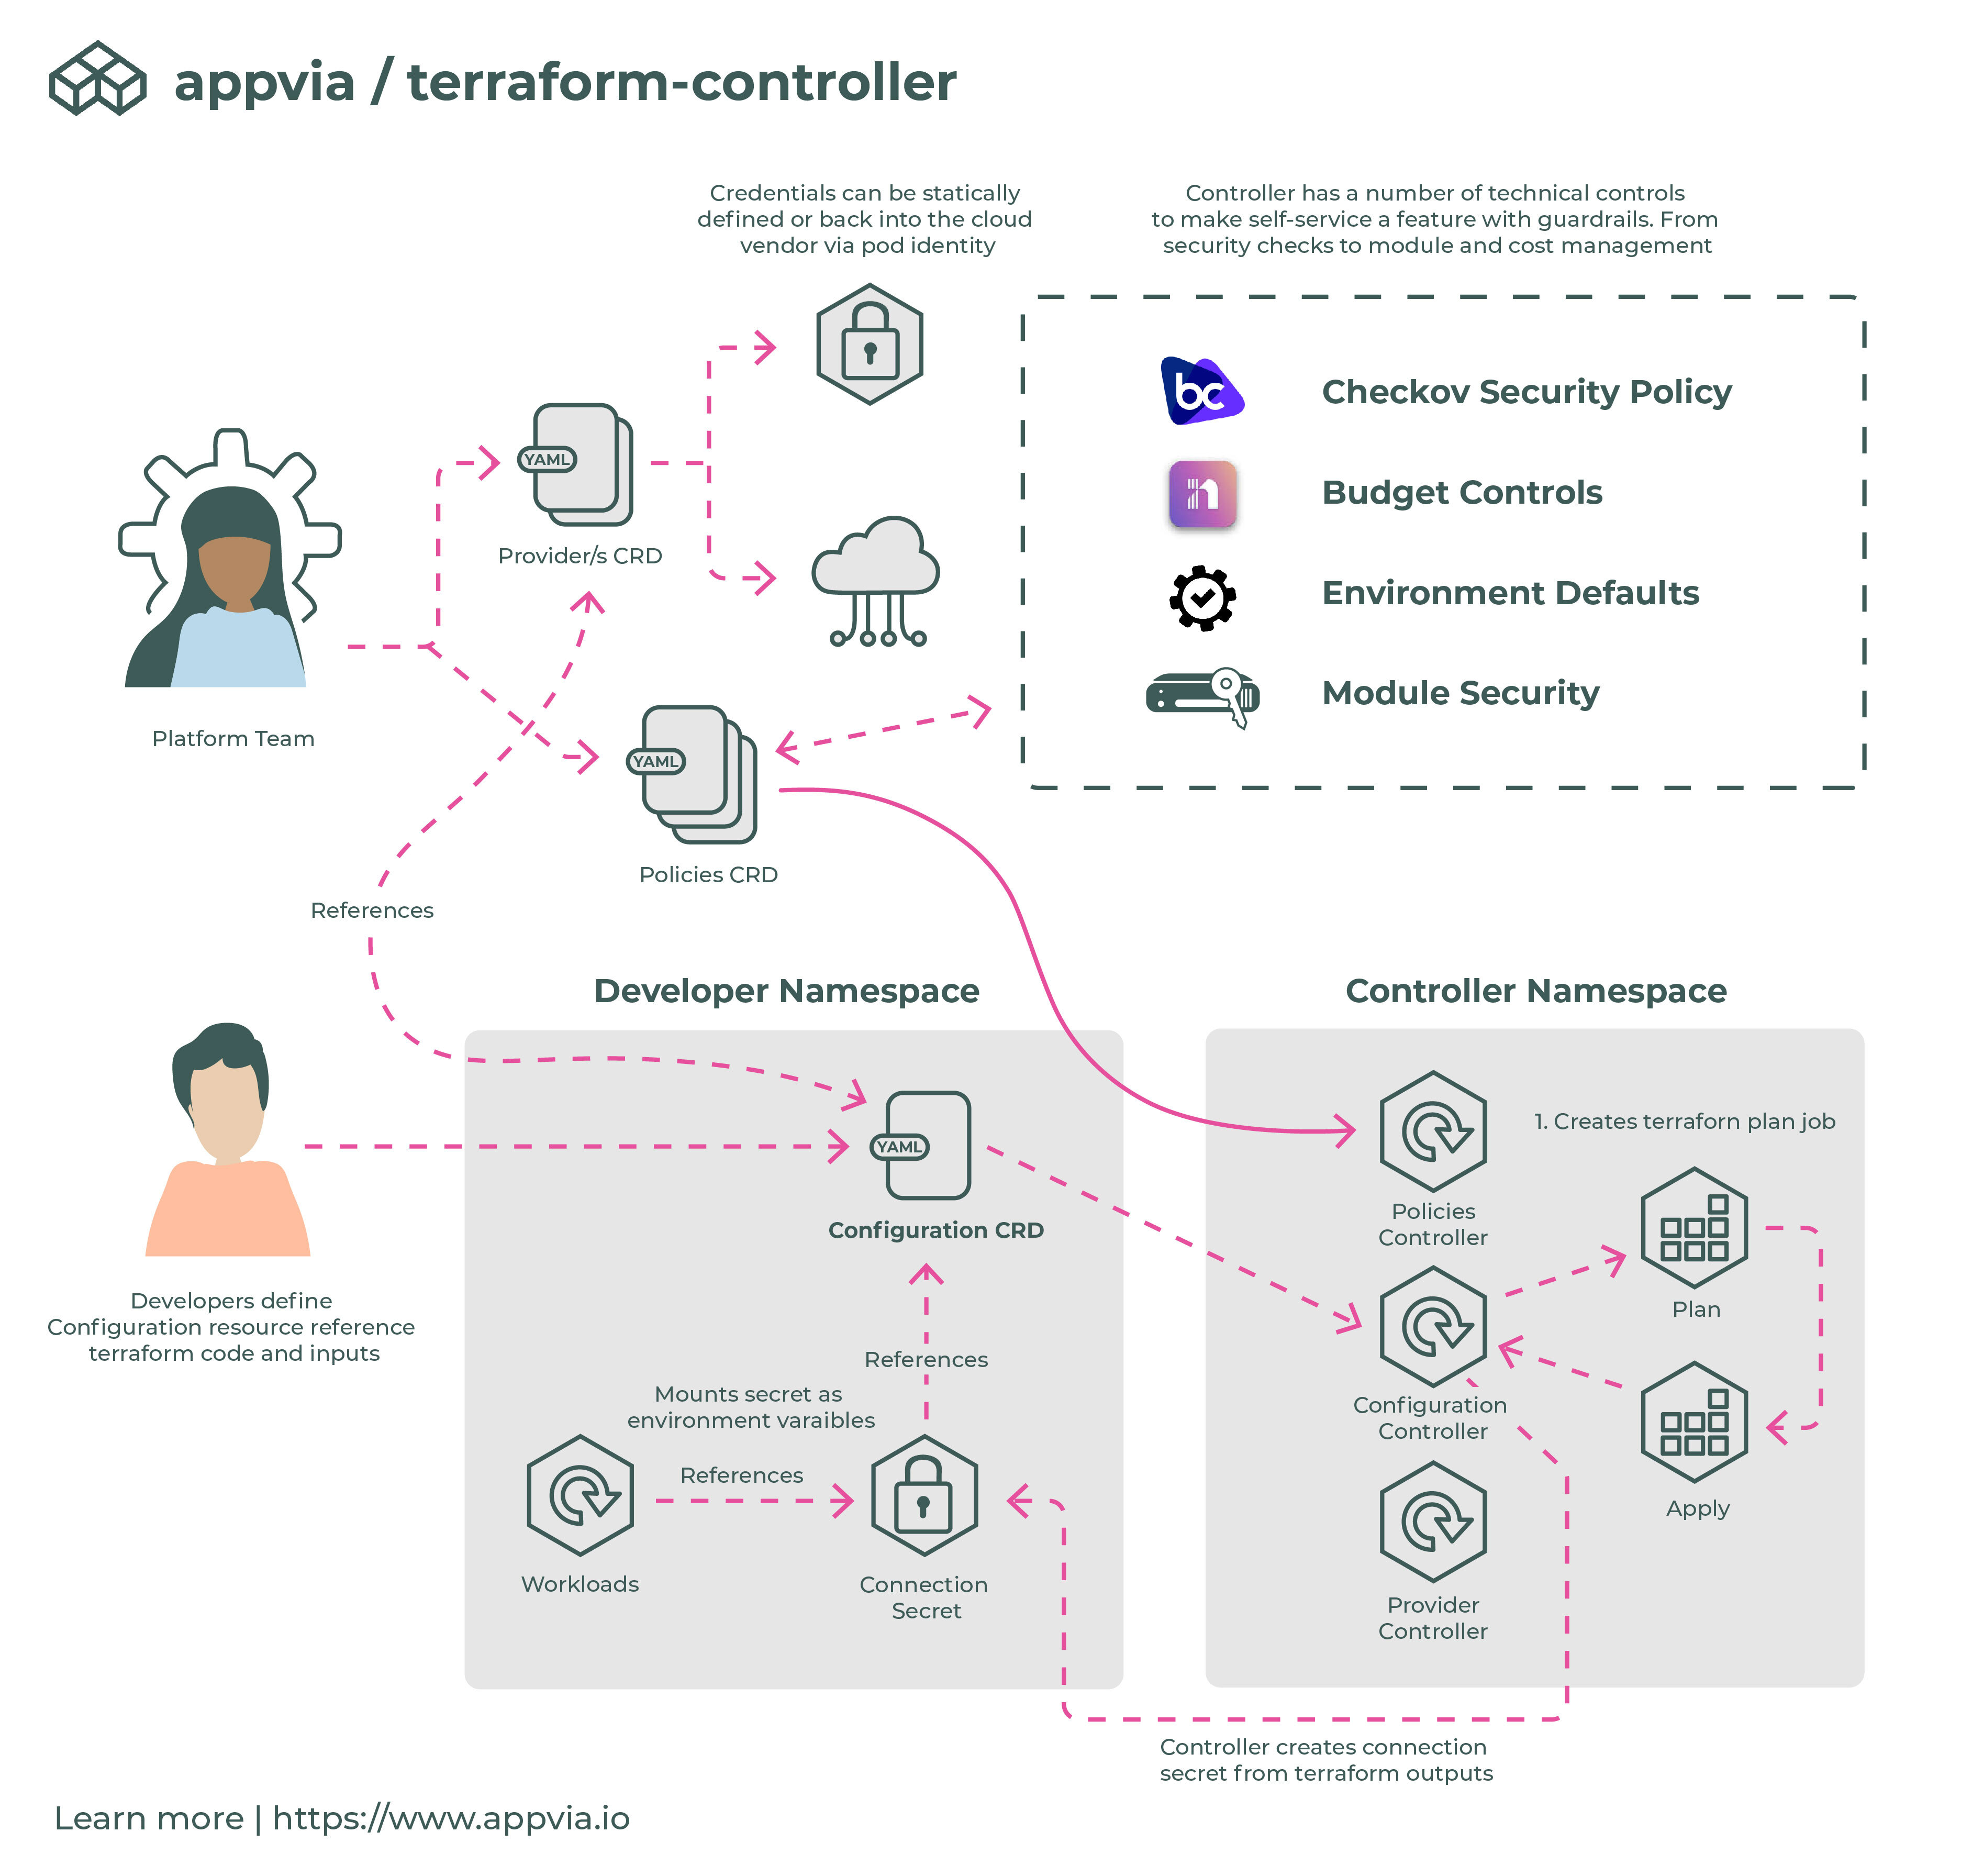 appvia / terraform-controller
Credentials can be statically
defined or back into the cloud
vendor via pod identity
Controller has a number of technical controls
to make self-service a feature with guardrails. From
security checks to module and cost management
bc
Checkov Security Policy
YAML
n
Budget Controls
Provider/s CRD
Environment Defaults
Module Security
Platform Team
YAML
Policies CRD
References
Developer Namespace
Controller Namespace
1. Creates terraforn plan job
YAML
Policies
Controller
Configuration CRD
Developers define
Configuration resource reference
terraform code and inputs
Plan
References
Mounts secret as
environment varaibles
Configuration
Controller
References
Apply
Workloads
Connection
Secret
Provider
Controller
Controller creates connection
secret from terraform outputs
Learn more | https://www.appvia.io